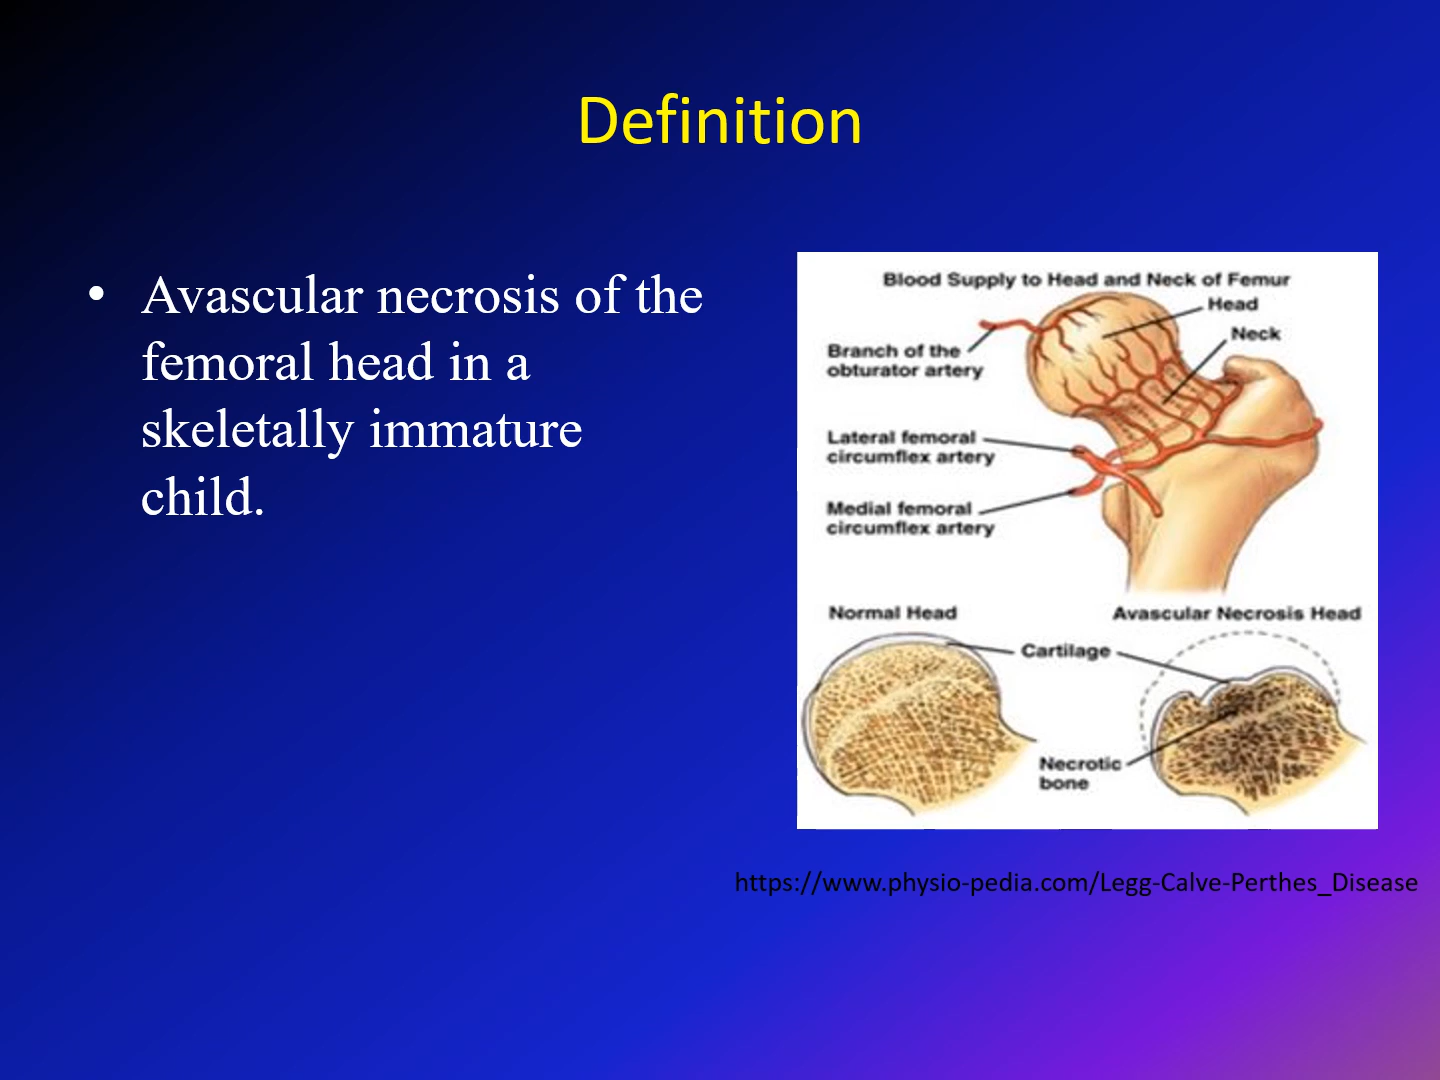 Definition
• Avascular necrosis of the
femoral head in a
skeletally immature
child.
Blood Supply to Head and Neck of Femur
Head
Neck
Branch of the
obturator artery
Lateral femoral
circumflex artery
Medial femoral
circumflex artery
Normal Head
Avascular Necrosis Head
Cartilage
Necrotic
bone
https://www.physio-pedia.com/Legg-Calve-Perthes_Disease